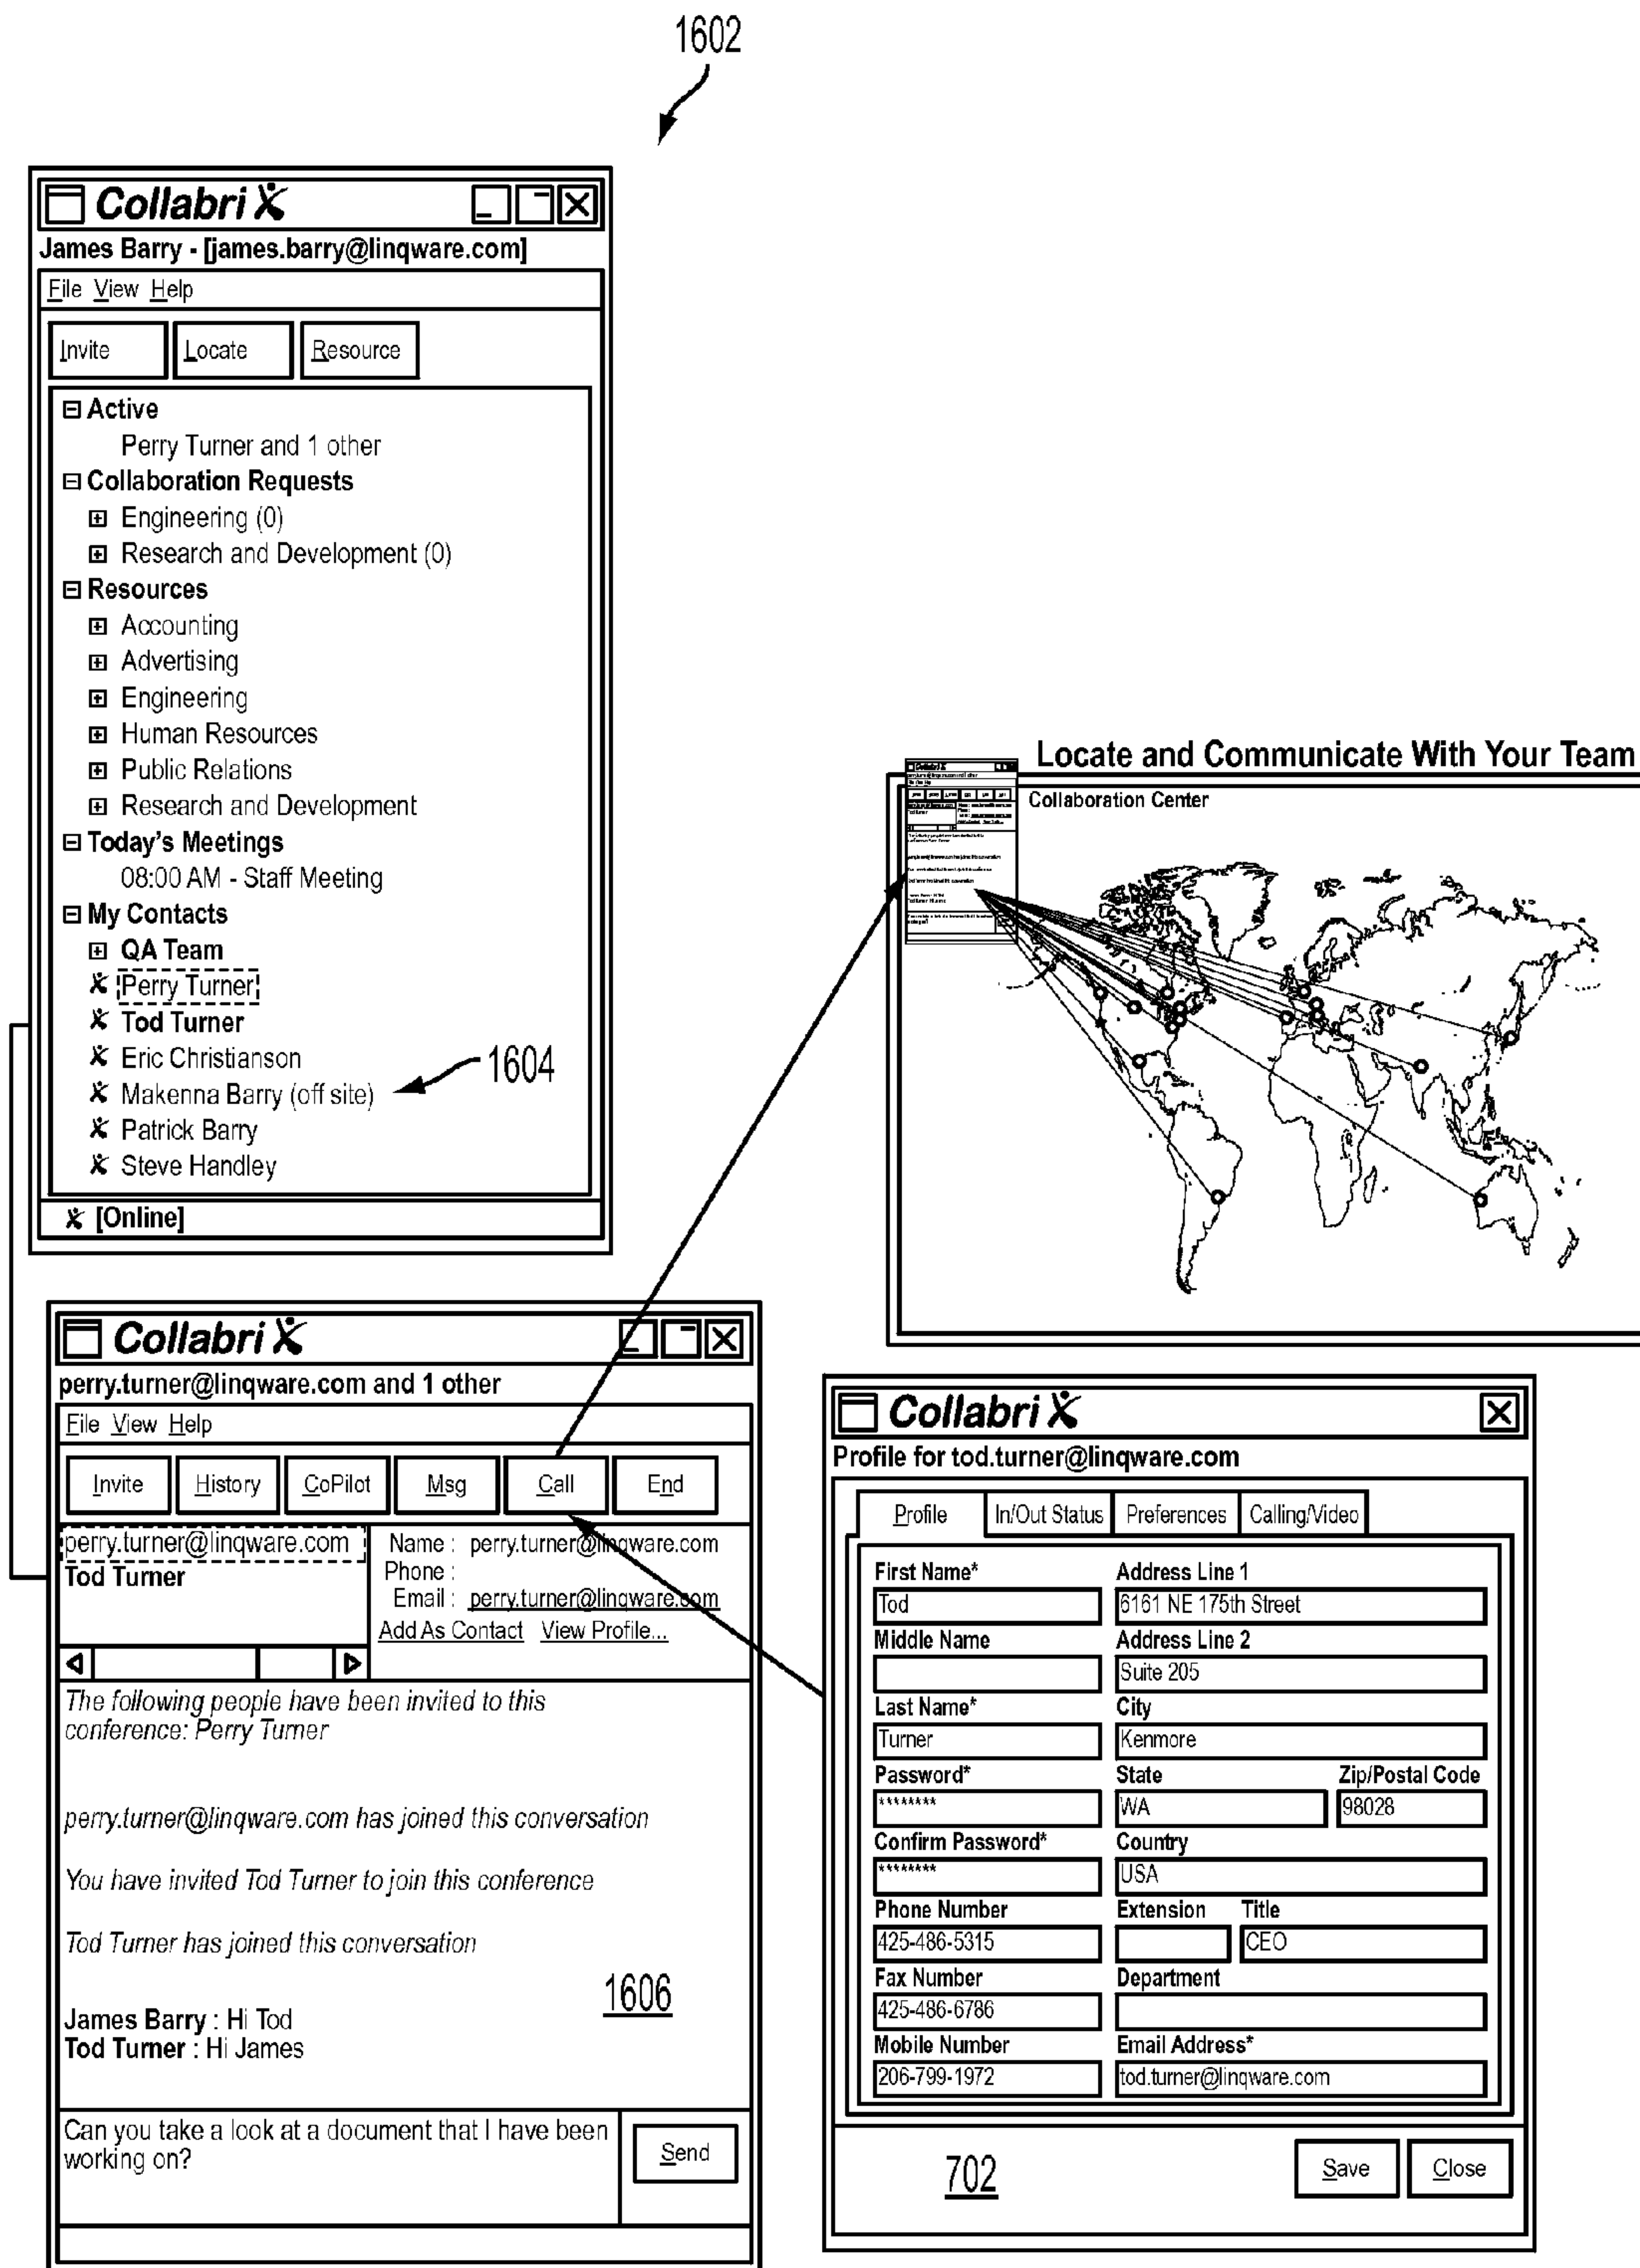 1602
Collabri X
James Barry - [james.barry@linqware.com]
File View Help
Invite Locate Resource
Active
Perry Turner and 1 other
Collaboration Requests
Engineering (0)
Research and Development (0)
Resources
Accounting
Advertising
Engineering
Human Resources
Public Relations
Research and Development
Today's Meetings
08:00 AM - Staff Meeting
My Contacts
QA Team
Perry Turner
Tod Turner
Eric Christianson
1604
Makenna Barry (off site)
Patrick Barry
Steve Handley
[Online]
Locate and Communicate With Your Team
Collaboration Center
Collabri X
perry.turner@linqware.com and 1 other
File View Help
Invite History CoPilot Msg Call End
perry.turner@linqware.com
Tod Turner
Name : perry.turner@linqware.com
Phone :
Email : perry.turner@linqware.com
Add As Contact View Profile...
The following people have been invited to this
conference: Perry Turner
perry.turner@linqware.com has joined this conversation
You have invited Tod Turner to join this conference
Tod Turner has joined this conversation
1606
James Barry : Hi Tod
Tod Turner : Hi James
Can you take a look at a document that I have been
working on?
Send
Collabri X
Profile for tod.turner@linqware.com
Profile In/Out Status Preferences Calling/Video
First Name* Address Line 1
Tod 6161 NE 175th Street
Middle Name Address Line 2
Suite 205
Last Name* City
Turner Kenmore
Password* State Zip/Postal Code
******** WA 98028
Confirm Password* Country
******** USA
Phone Number Extension Title
425-486-5315 CEO
Fax Number Department
425-486-6786
Mobile Number Email Address*
206-799-1972 tod.turner@linqware.com
702
Save Close